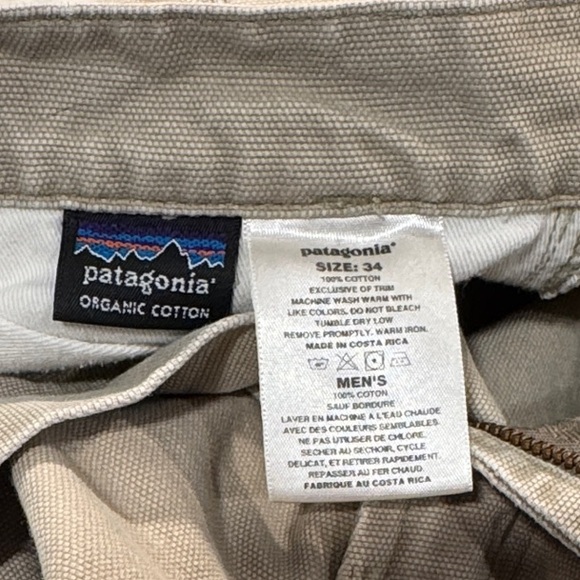 patagonia®
ORGANIC COTTON
patagonia®
SIZE: 34
100% COTTON
EXCLUSIVE OF TRIM
MACHINE WASH WARM WITH
LIKE COLORS. DO NOT BLEACH
TUMBLE DRY LOW
REMOVE PROMPTLY. WARM IRON.
MADE IN COSTA RICA
MEN'S
100% COTON
SAUF BORDURE
LAVER EN MACHINE A L'EAU CHAUDE
AVEC DES COULEURS SEMBLABLES.
NE PAS UTILISER DE CHLORE.
SECHER AU SECHOIR, CYCLE
DELICAT, ET RETIRER RAPIDEMENT.
REPASSER AU FER CHAUD.
FABRIQUE AU COSTA RICA